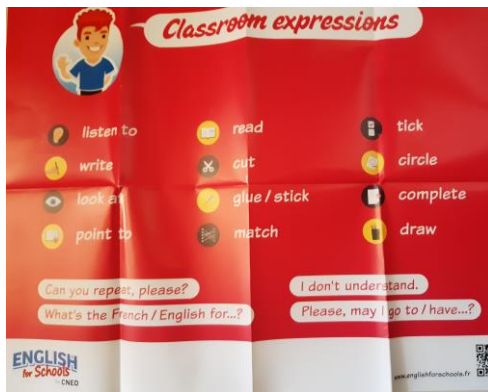 Classroom expressions
listen to
write
look at
point to
read
cut
glue / stick
match
tick
circle
complete
draw
Can you repeat, please?
What's the French / English for...?
I don't understand.
Please, may I go to / have...?
ENGLISH
for Schools
CNED
www.englishforschools.fr